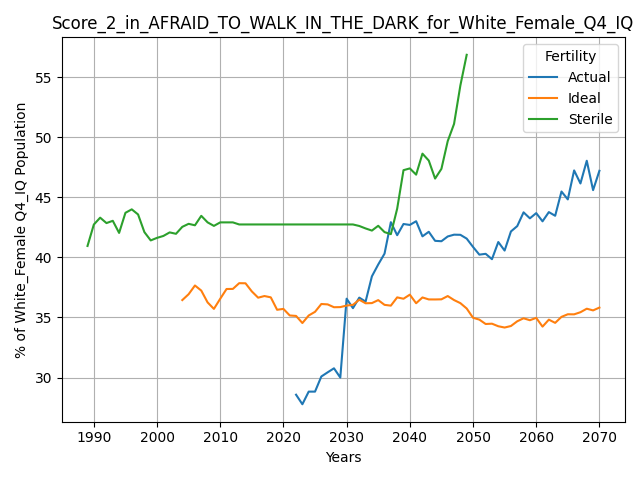 Score_2_in_AFRAID_TO_WALK_IN_THE_DARK_for_White_Female_Q4_IQ
% of White_Female Q4_IQ Population
55
50
45
40
35
30
Fertility
Actual
Ideal
Sterile
1990 2000 2010 2020 2030 2040 2050 2060 2070
Years